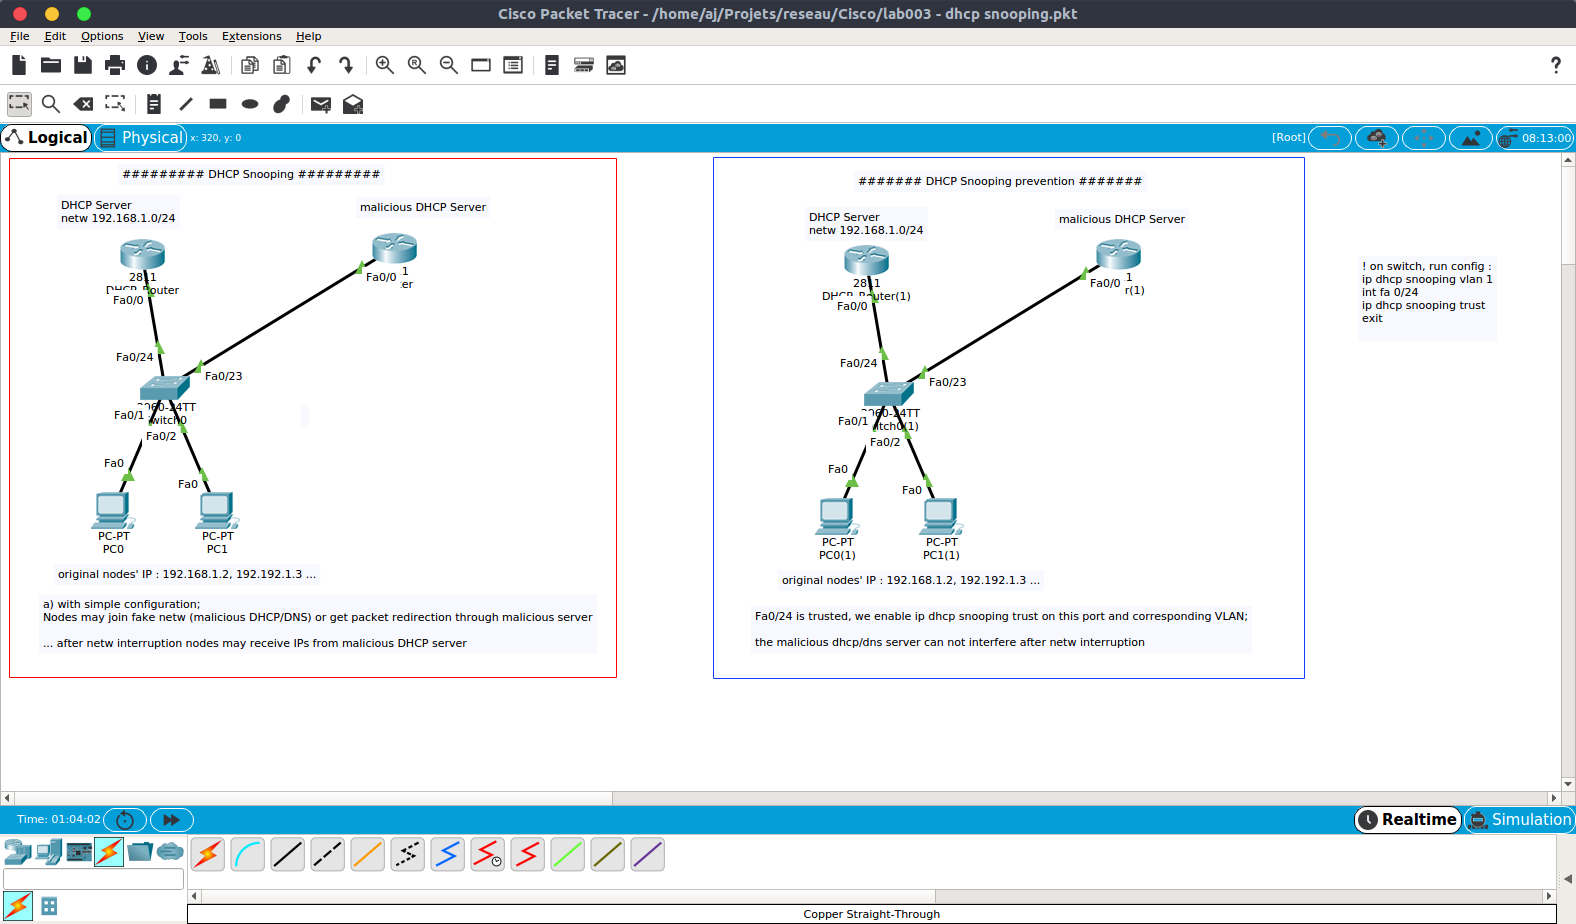 Cisco Packet Tracer - /home/aj/Projets/reseau/Cisco/lab003 - dhcp snooping.pkt
File Edit Options View Tools Extensions Help
?
Logical Physical x: 320, y: 0 [Root] 08:13:00
######### DHCP Snooping #########
DHCP Server
netw 192.168.1.0/24
malicious DHCP Server
2811
DHCP Router
Fa0/0
1
Fa0/0
er
Fa0/24
Fa0/23
2960-24TT
witch0
Fa0/1
Fa0/2
Fa0
Fa0
PC-PT
PC0
PC-PT
PC1
original nodes' IP : 192.168.1.2, 192.192.1.3 ...
a) with simple configuration;
Nodes may join fake netw (malicious DHCP/DNS) or get packet redirection through malicious server
... after netw interruption nodes may receive IPs from malicious DHCP server
####### DHCP Snooping prevention #######
DHCP Server
netw 192.168.1.0/24
malicious DHCP Server
2811
DHCP Router(1)
Fa0/0
1
Fa0/0
r(1)
Fa0/24
Fa0/23
2960-24TT
itch0(1)
Fa0/1
Fa0/2
Fa0
Fa0
PC-PT
PC0(1)
PC-PT
PC1(1)
original nodes' IP : 192.168.1.2, 192.192.1.3 ...
Fa0/24 is trusted, we enable ip dhcp snooping trust on this port and corresponding VLAN;
the malicious dhcp/dns server can not interfere after netw interruption
! on switch, run config :
ip dhcp snooping vlan 1
int fa 0/24
ip dhcp snooping trust
exit
Time: 01:04:02 Realtime Simulation
Copper Straight-Through